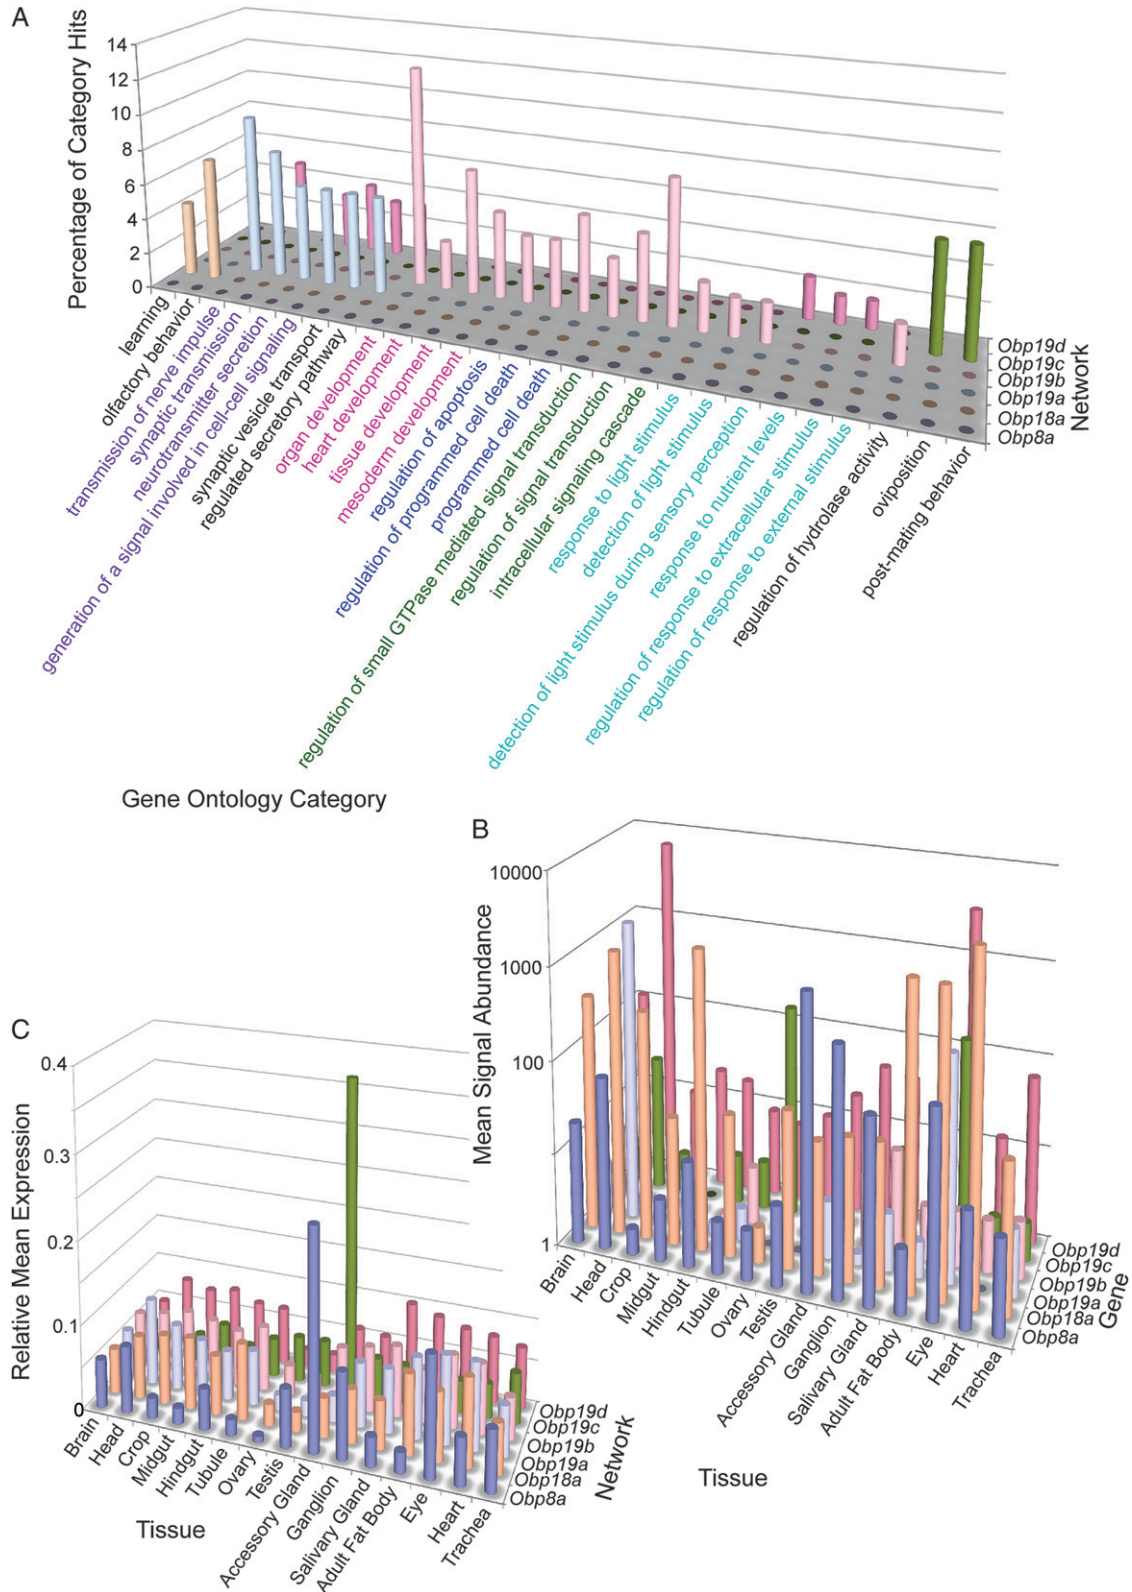 A
Percentage of Category Hits
14
12
10
8
6
4
2
0
learning
olfactory behavior
transmission of nerve impulse
synaptic transmission
neurotransmitter secretion
generation of a signal involved in cell-cell signaling
synaptic vesicle transport
regulated secretory pathway
organ development
heart development
tissue development
mesoderm development
regulation of apoptosis
regulation of programmed cell death
programmed cell death
regulation of small GTPase mediated signal transduction
regulation of signal transduction
intracellular signaling cascade
response to light stimulus
detection of light stimulus
detection of light stimulus during sensory perception
response to nutrient levels
regulation of response to extracellular stimulus
regulation of response to external stimulus
regulation of hydrolase activity
oviposition
post-mating behavior
Obp19d
Obp19c
Obp19b
Obp19a
Obp18a
Obp8a
Network
Gene Ontology Category
B
Mean Signal Abundance
10000
1000
100
1
Brain
Head
Crop
Midgut
Hindgut
Tubule
Ovary
Testis
Accessory Gland
Ganglion
Salivary Gland
Adult Fat Body
Eye
Heart
Trachea
Obp19d
Obp19c
Obp19b
Obp19a
Obp18a
Obp8a
Gene
Tissue
C
Relative Mean Expression
0.4
0.3
0.2
0.1
0
Brain
Head
Crop
Midgut
Hindgut
Tubule
Ovary
Testis
Accessory Gland
Ganglion
Salivary Gland
Adult Fat Body
Eye
Heart
Trachea
Obp19d
Obp19c
Obp19b
Obp19a
Obp18a
Obp8a
Network
Tissue